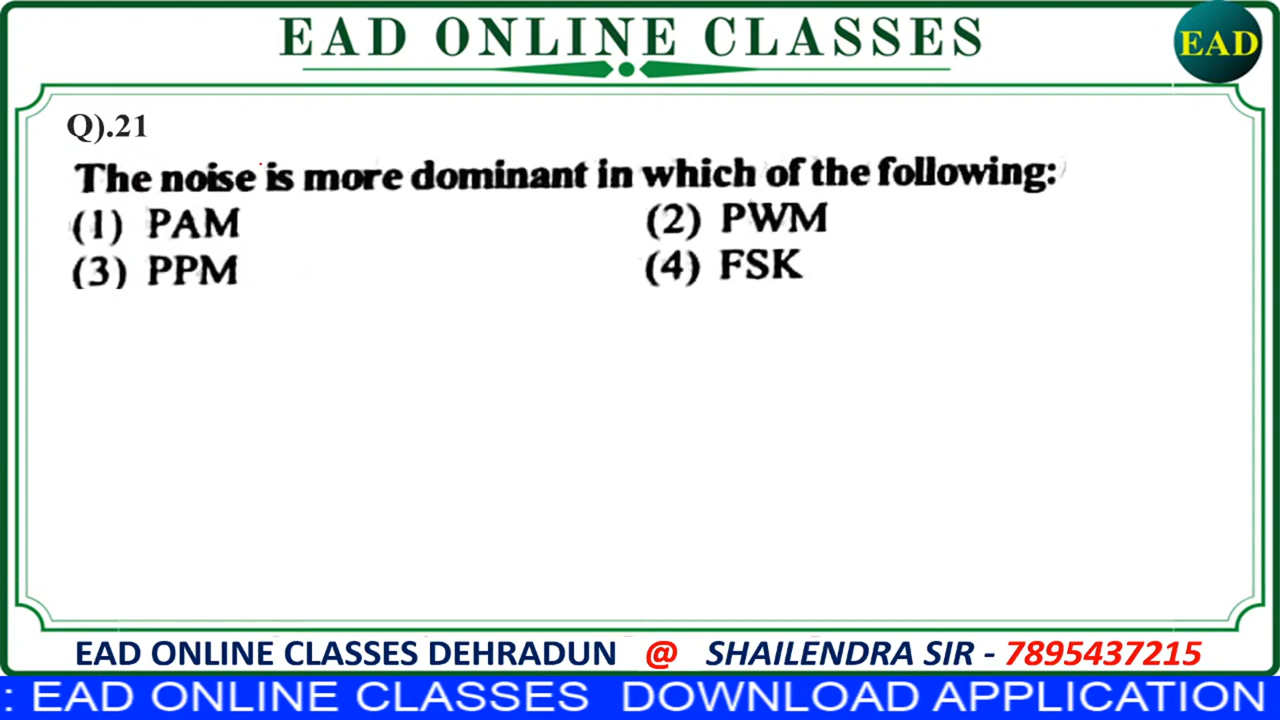 EAD ONLINE CLASSES
EAD
Q).21
The noise is more dominant in which of the following:
(1) PAM (2) PWM
(3) PPM (4) FSK
EAD ONLINE CLASSES DEHRADUN @ SHAILENDRA SIR - 7895437215
: EAD ONLINE CLASSES DOWNLOAD APPLICATION